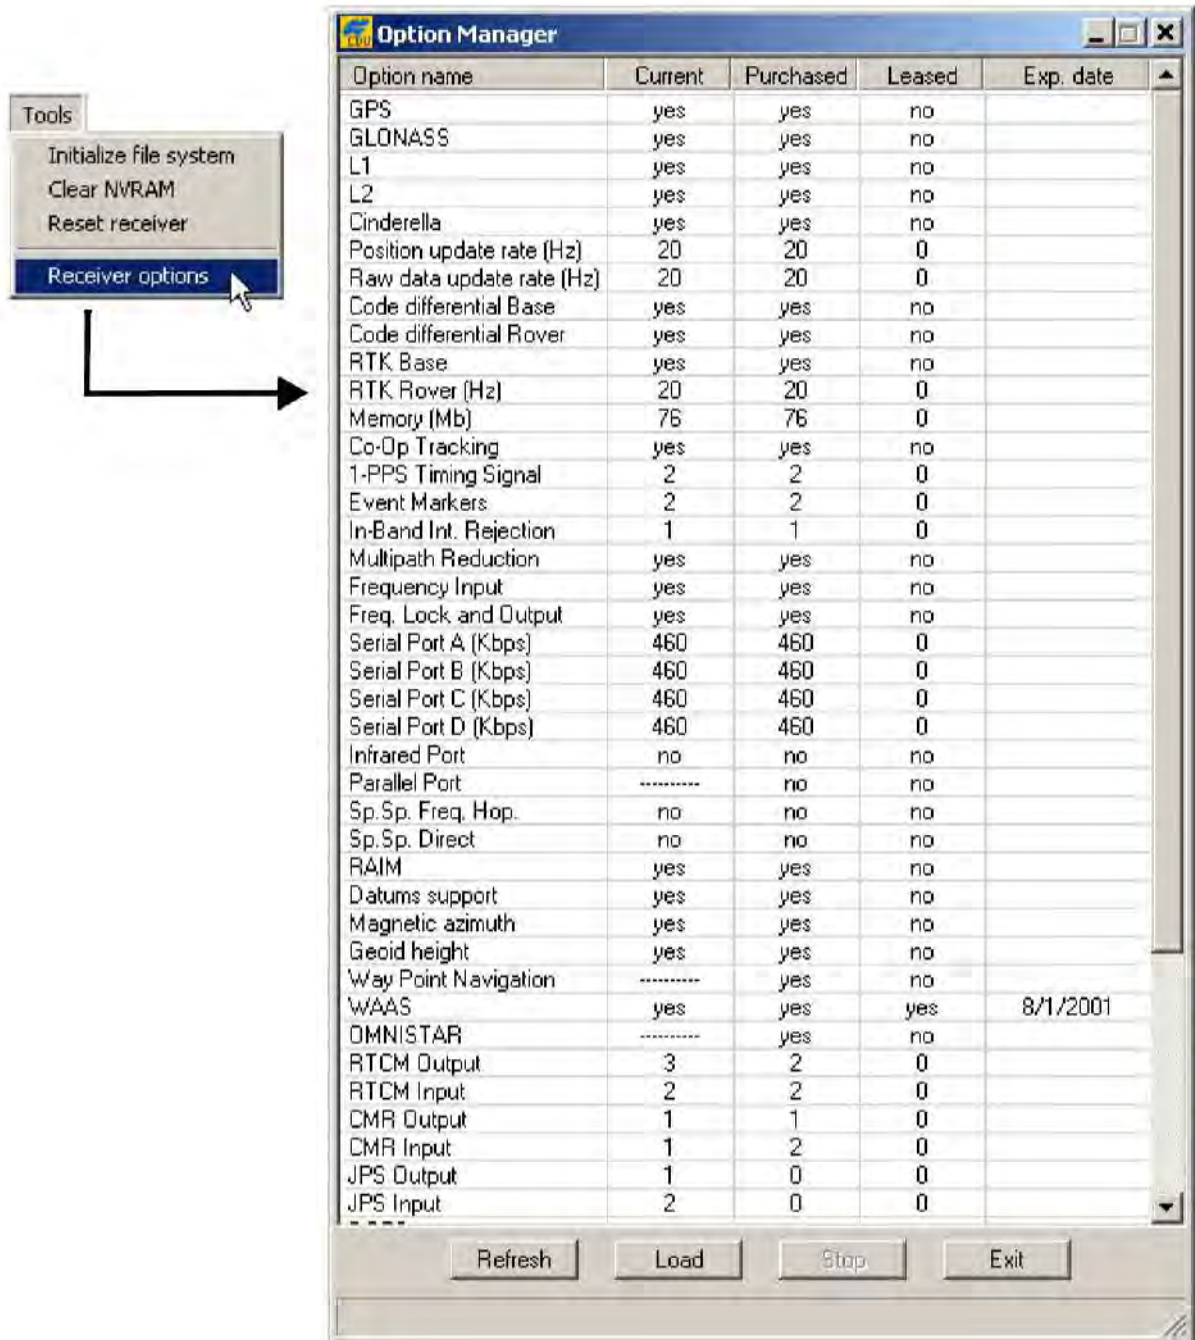 Tools
Initialize file system
Clear NVRAM
Reset receiver
Receiver options
CDU Option Manager
Option name Current Purchased Leased Exp. date
GPS yes yes no
GLONASS yes yes no
L1 yes yes no
L2 yes yes no
Cinderella yes yes no
Position update rate (Hz) 20 20 0
Raw data update rate (Hz) 20 20 0
Code differential Base yes yes no
Code differential Rover yes yes no
RTK Base yes yes no
RTK Rover (Hz) 20 20 0
Memory (Mb) 76 76 0
Co-Op Tracking yes yes no
1-PPS Timing Signal 2 2 0
Event Markers 2 2 0
In-Band Int. Rejection 1 1 0
Multipath Reduction yes yes no
Frequency Input yes yes no
Freq. Lock and Output yes yes no
Serial Port A (Kbps) 460 460 0
Serial Port B (Kbps) 460 460 0
Serial Port C (Kbps) 460 460 0
Serial Port D (Kbps) 460 460 0
Infrared Port no no no
Parallel Port ---------- no no
Sp.Sp. Freq. Hop. no no no
Sp.Sp. Direct no no no
RAIM yes yes no
Datums support yes yes no
Magnetic azimuth yes yes no
Geoid height yes yes no
Way Point Navigation ---------- yes no
WAAS yes yes yes 8/1/2001
OMNISTAR ---------- yes no
RTCM Output 3 2 0
RTCM Input 2 2 0
CMR Output 1 1 0
CMR Input 1 2 0
JPS Output 1 0 0
JPS Input 2 0 0
Refresh Load Stop Exit